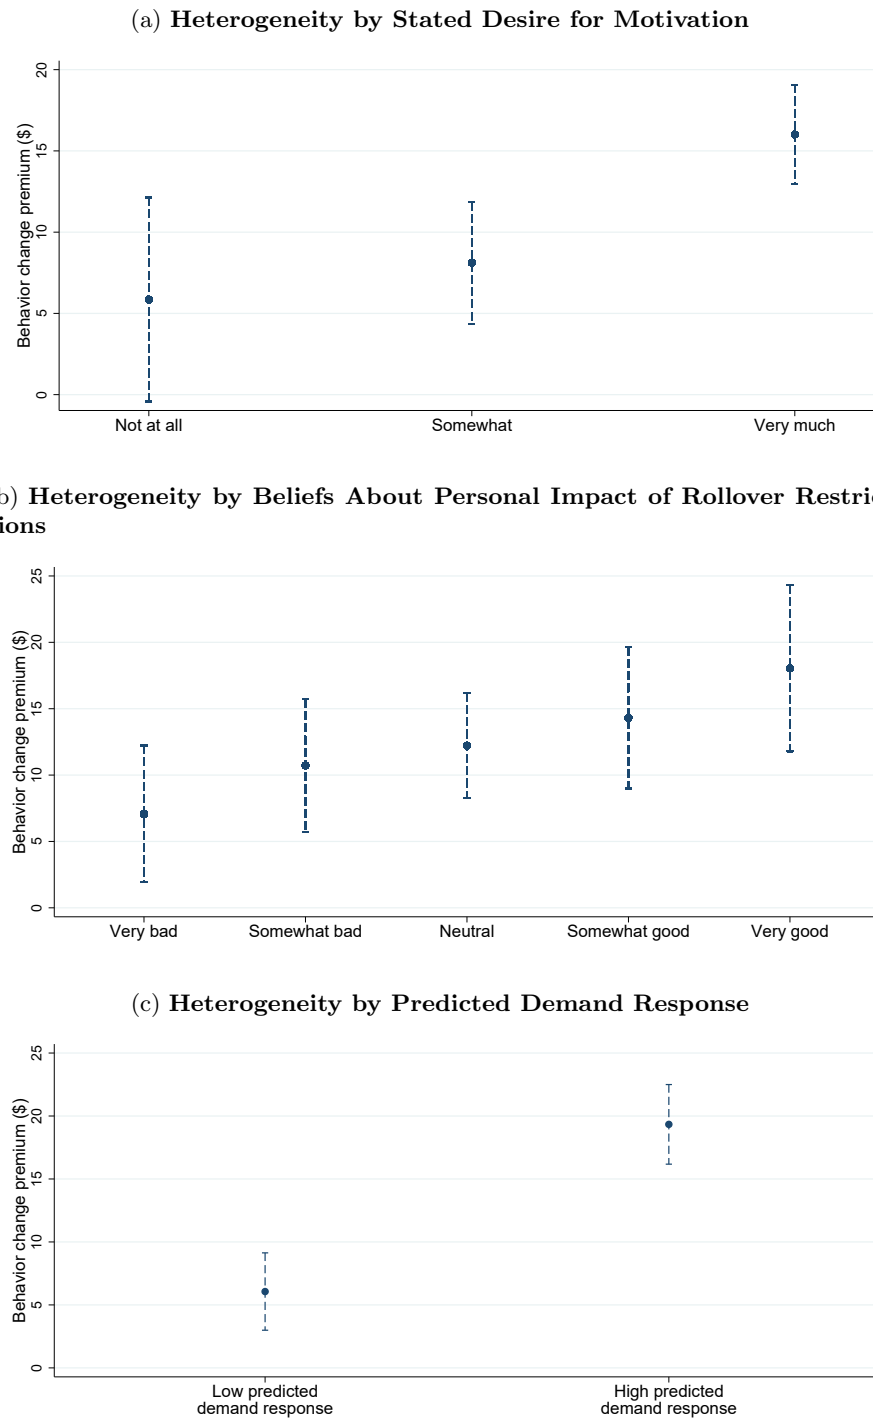 (a) Heterogeneity by Stated Desire for Motivation
Behavior change premium ($)
20
15
10
5
0
Not at all
Somewhat
Very much
b) Heterogeneity by Beliefs About Personal Impact of Rollover Restric
ions
Behavior change premium ($)
25
20
15
10
5
0
Very bad
Somewhat bad
Neutral
Somewhat good
Very good
(c) Heterogeneity by Predicted Demand Response
Behavior change premium ($)
25
20
15
10
5
0
Low predicted
demand response
High predicted
demand response